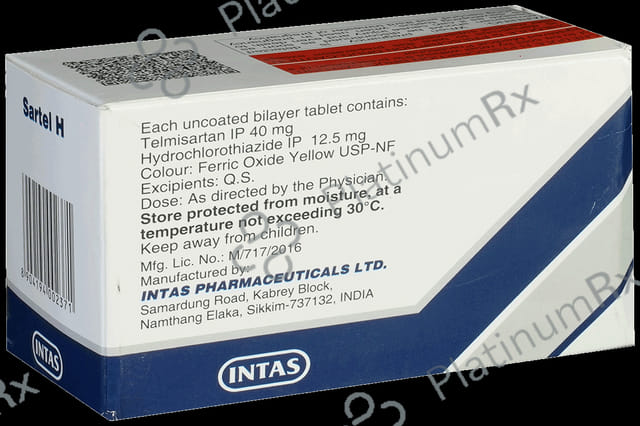 Sartel H
8904194002371
Each uncoated bilayer tablet contains:
Telmisartan IP 40 mg
Hydrochlorothiazide IP 12.5 mg
Colour: Ferric Oxide Yellow USP-NF
Excipients: Q.S.
Dose: As directed by the Physician.
Store protected from moisture, at a
temperature not exceeding 30°C.
Keep away from children.
Mfg. Lic. No.: M/717/2016
Manufactured by:
INTAS PHARMACEUTICALS LTD.
Samardung Road, Kabrey Block,
Namthang Elaka, Sikkim-737132, INDIA
INTAS
INTAS
PlatinumRx
PlatinumRx
PlatinumRx
Rx